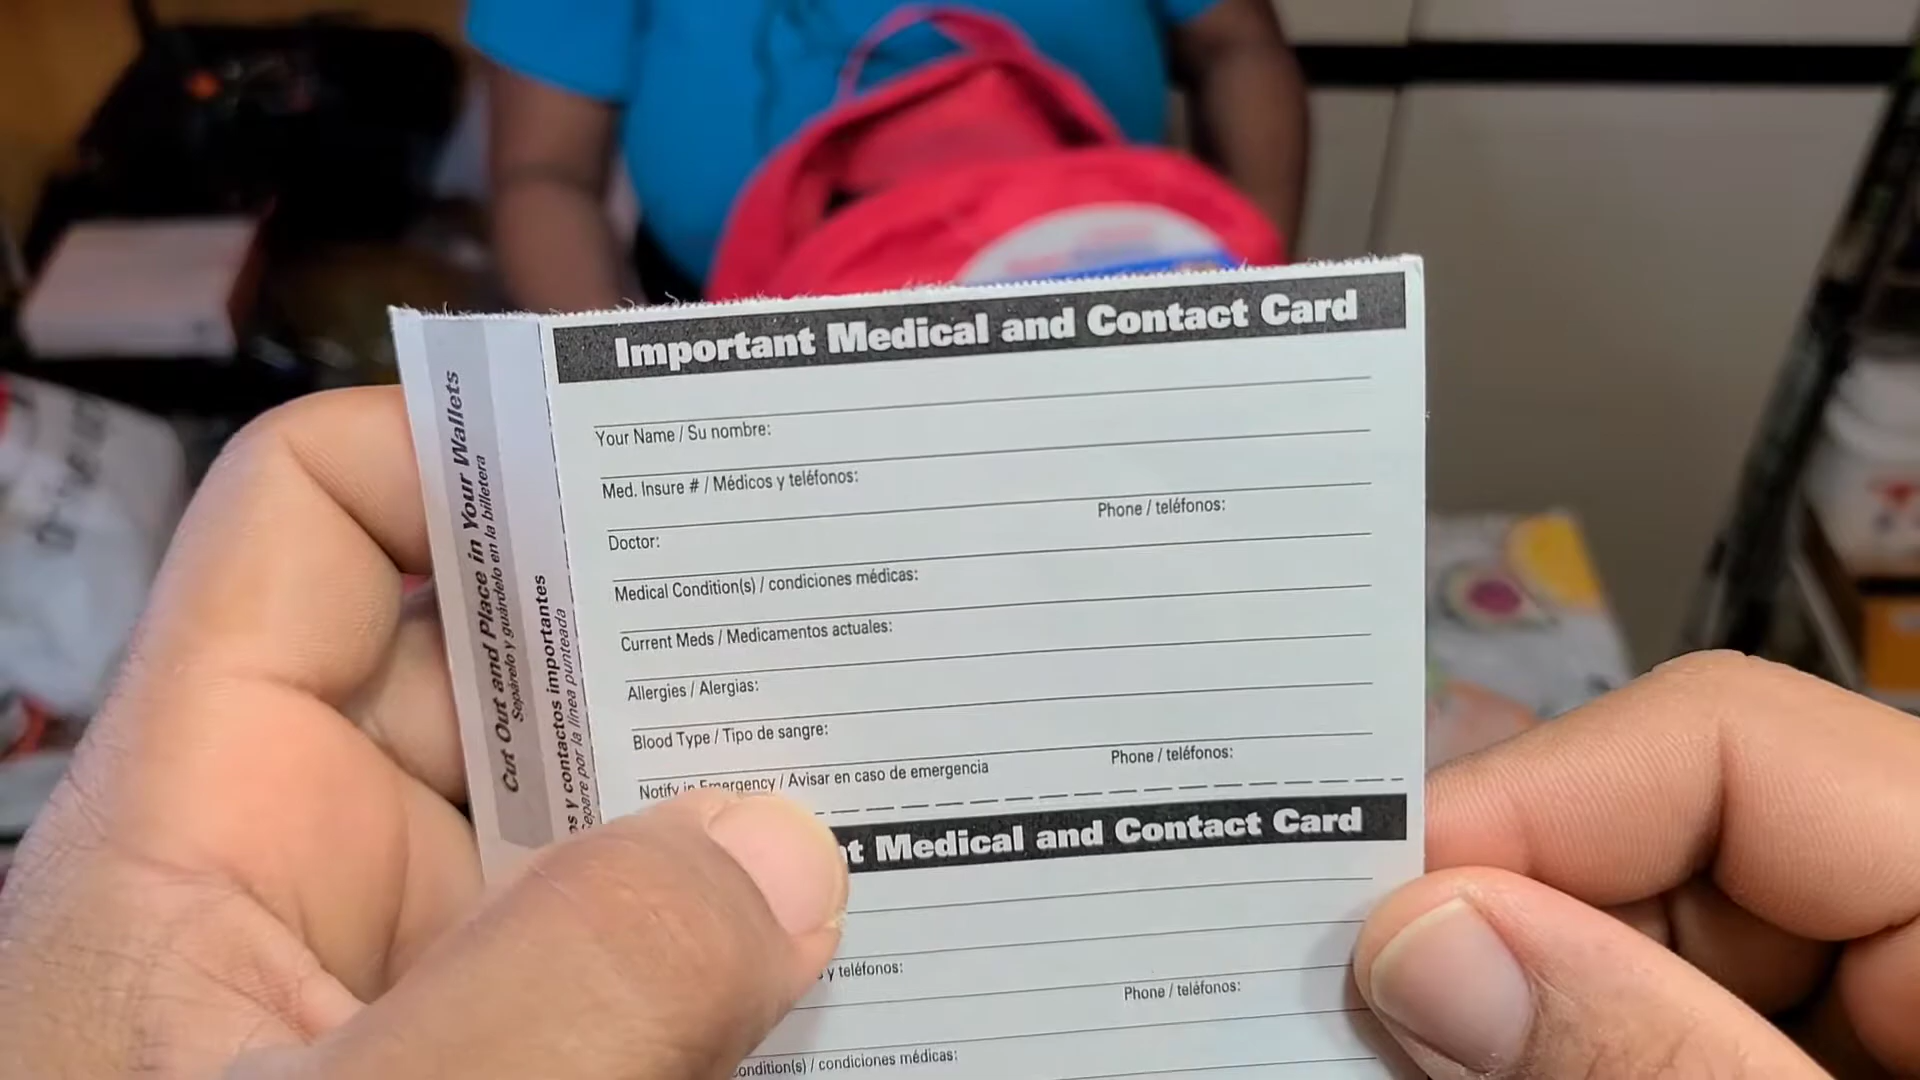 Important Medical and Contact Card
Your Name / Su nombre:
Med. Insure # / Médicos y teléfonos:
Doctor: Phone / teléfonos:
Medical Condition(s) / condiciones médicas:
Current Meds / Medicamentos actuales:
Allergies / Alergias:
Blood Type / Tipo de sangre:
Notify in Emergency / Avisar en caso de emergencia Phone / teléfonos:
Medical and Contact Card
y teléfonos:
Phone / teléfonos:
/ condiciones médicas:
Cut Out and Place in Your Wallets
Sepárelo y guárdelo en la billetera
y contactos importantes
por la línea punteada